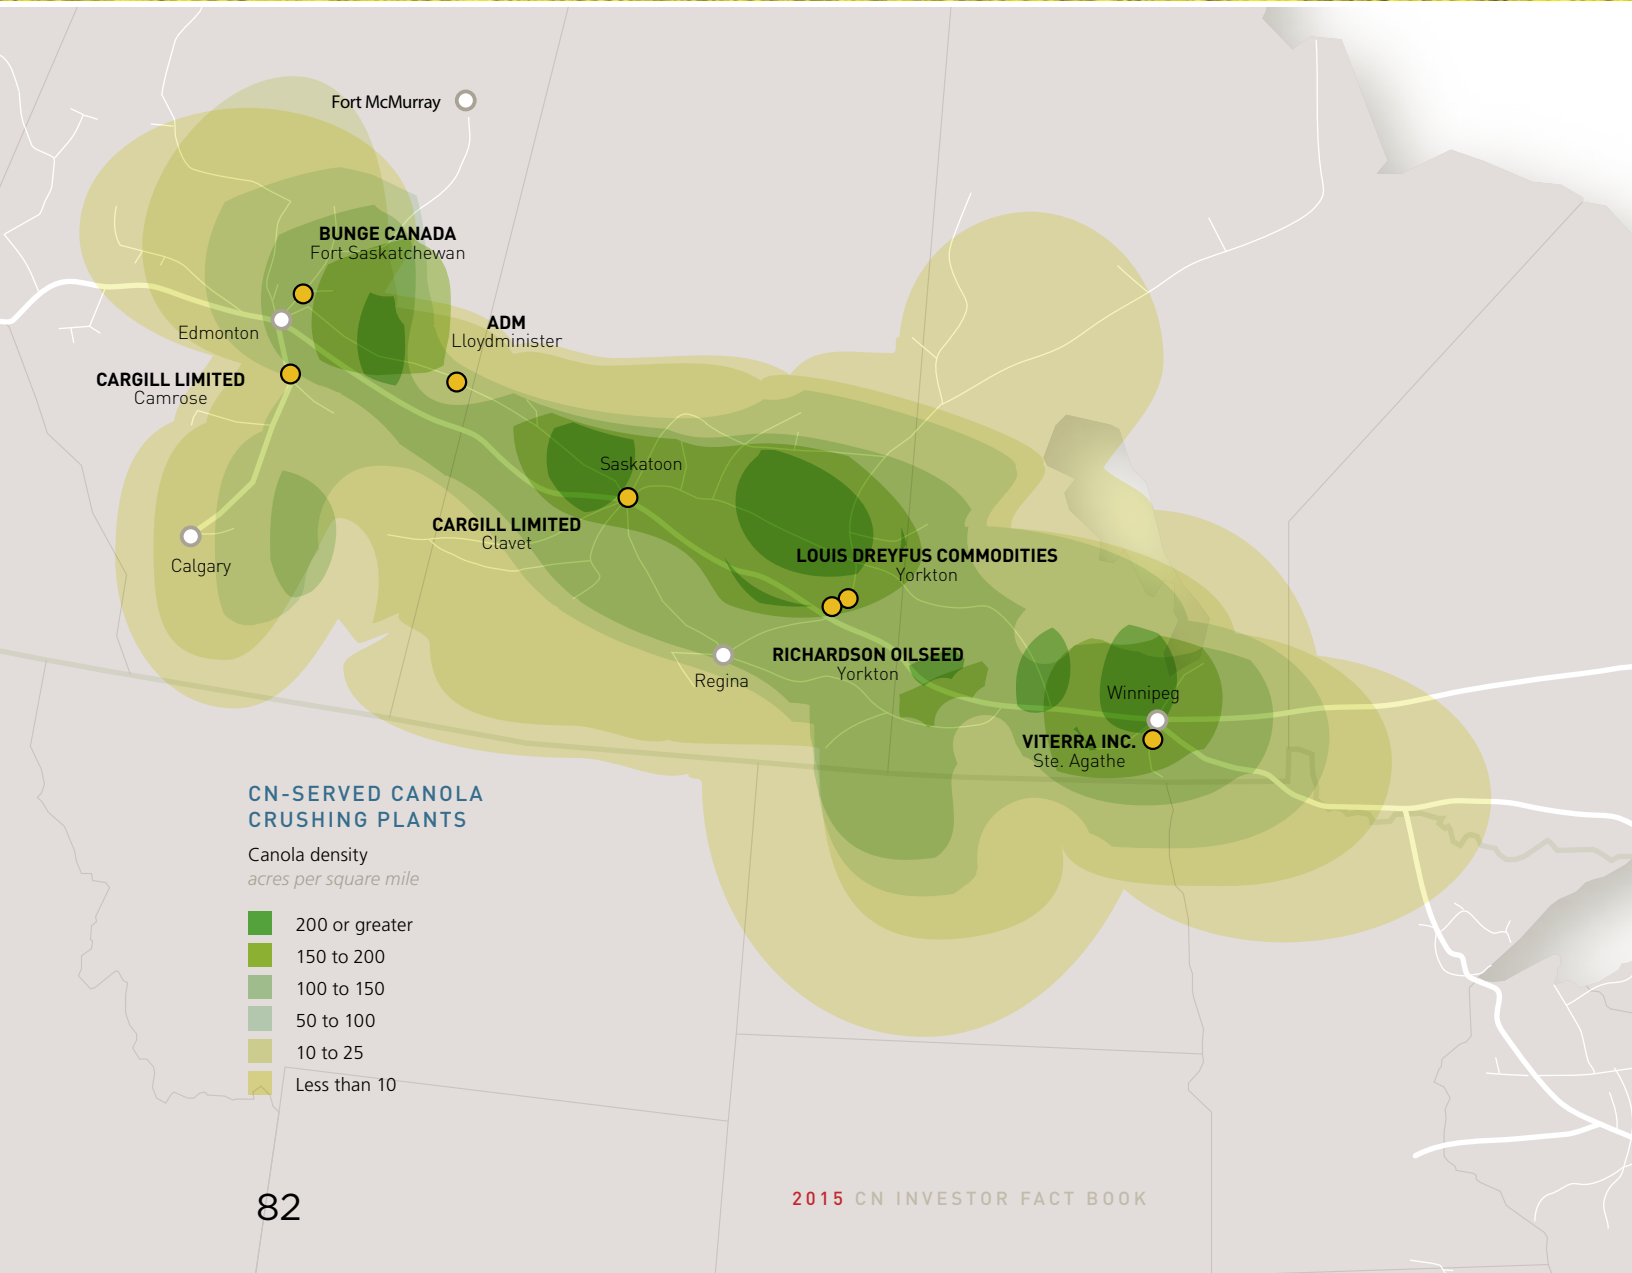 Fort McMurray
BUNGE CANADA
Fort Saskatchewan
Edmonton
ADM
Lloydminister
CARGILL LIMITED
Camrose
Saskatoon
CARGILL LIMITED
Clavet
Calgary
LOUIS DREYFUS COMMODITIES
Yorkton
RICHARDSON OILSEED
Yorkton
Regina
Winnipeg
VITERRA INC.
Ste. Agathe
CN-SERVED CANOLA
CRUSHING PLANTS
Canola density
acres per square mile
200 or greater
150 to 200
100 to 150
50 to 100
10 to 25
Less than 10
82
2015 CN INVESTOR FACT BOOK